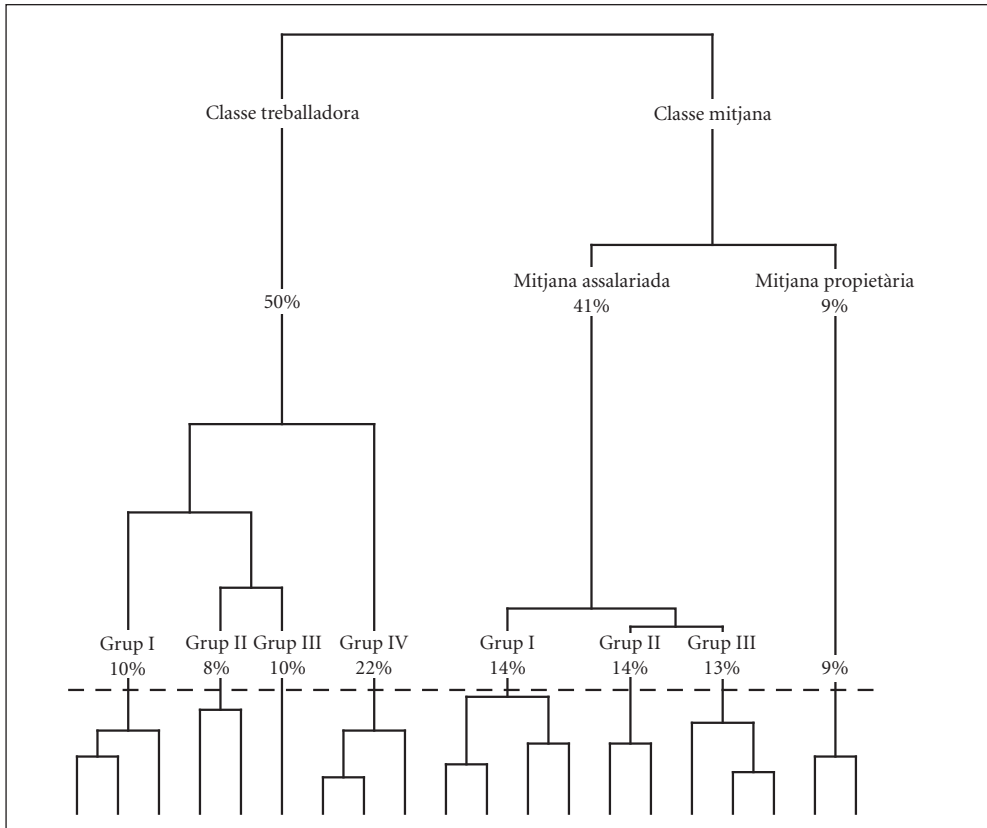 Classe treballadora
Classe mitjana
Mitjana assalariada
41%
Mitjana propietària
9%
50%
Grup I
10%
Grup II
8%
Grup III
10%
Grup IV
22%
Grup I
14%
Grup II
14%
Grup III
13%
9%